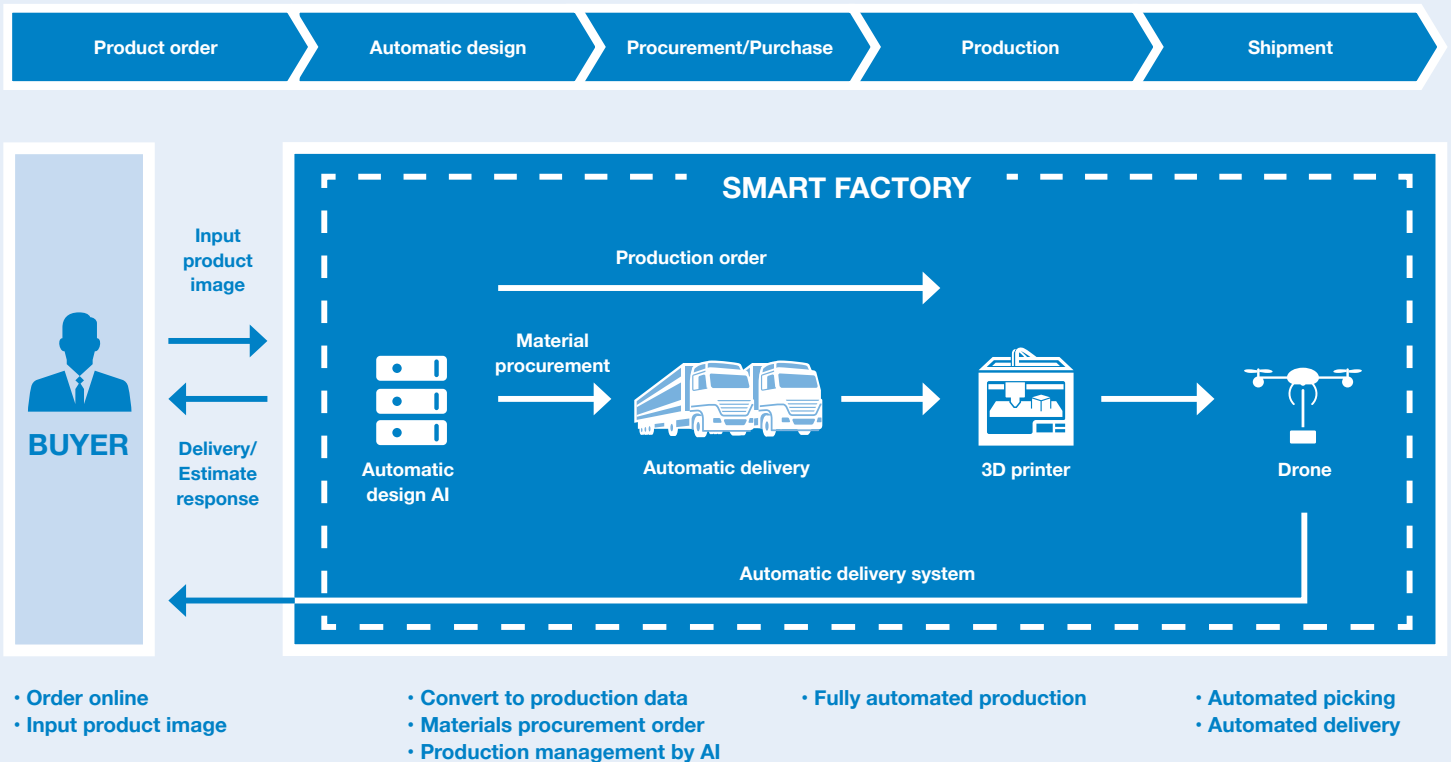 Product order
Automatic design
Procurement/Purchase
Production
Shipment
SMART FACTORY
Input
product
image
Production order
Material
procurement
BUYER
Delivery/
Estimate
response
Automatic
design AI
Automatic delivery
3D printer
Drone
Automatic delivery system
・Order online
・Input product image
・Convert to production data
・Materials procurement order
・Production management by AI
・Fully automated production
・Automated picking
・Automated delivery